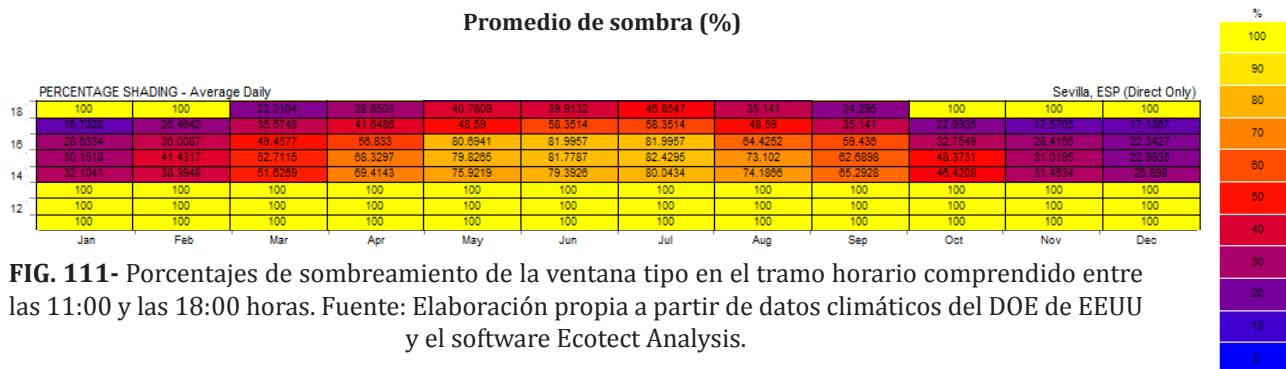 Promedio de sombra (%)
%
100
90
80
70
60
50
40
30
20
10
0
PERCENTAGE SHADING - Average Daily Sevilla, ESP (Direct Only)
18 100 100 23.2104 28.8503 40.7809 39.9132 46.8547 35.141 24.295 100 100 100
16.7028 26.4642 35.5748 41.6486 48.59 58.3514 58.3514 48.59 35.141 22.9935 17.5705 17.1367
16 28.6334 36.0087 49.4577 56.833 80.6941 81.9957 81.9957 64.4252 59.436 32.7549 28.4165 22.3427
30.1518 41.4317 52.7115 68.3297 79.8265 81.7787 82.4295 73.102 62.6898 48.3731 31.0195 22.9935
14 32.1041 38.3948 51.6269 69.4143 75.9219 79.3926 80.0434 74.1866 65.2928 46.4208 31.4534 26.898
100 100 100 100 100 100 100 100 100 100 100 100
12 100 100 100 100 100 100 100 100 100 100 100 100
100 100 100 100 100 100 100 100 100 100 100 100
Jan Feb Mar Apr May Jun Jul Aug Sep Oct Nov Dec
FIG. 111- Porcentajes de sombreamiento de la ventana tipo en el tramo horario comprendido entre
las 11:00 y las 18:00 horas. Fuente: Elaboración propia a partir de datos climáticos del DOE de EEUU
y el software Ecotect Analysis.